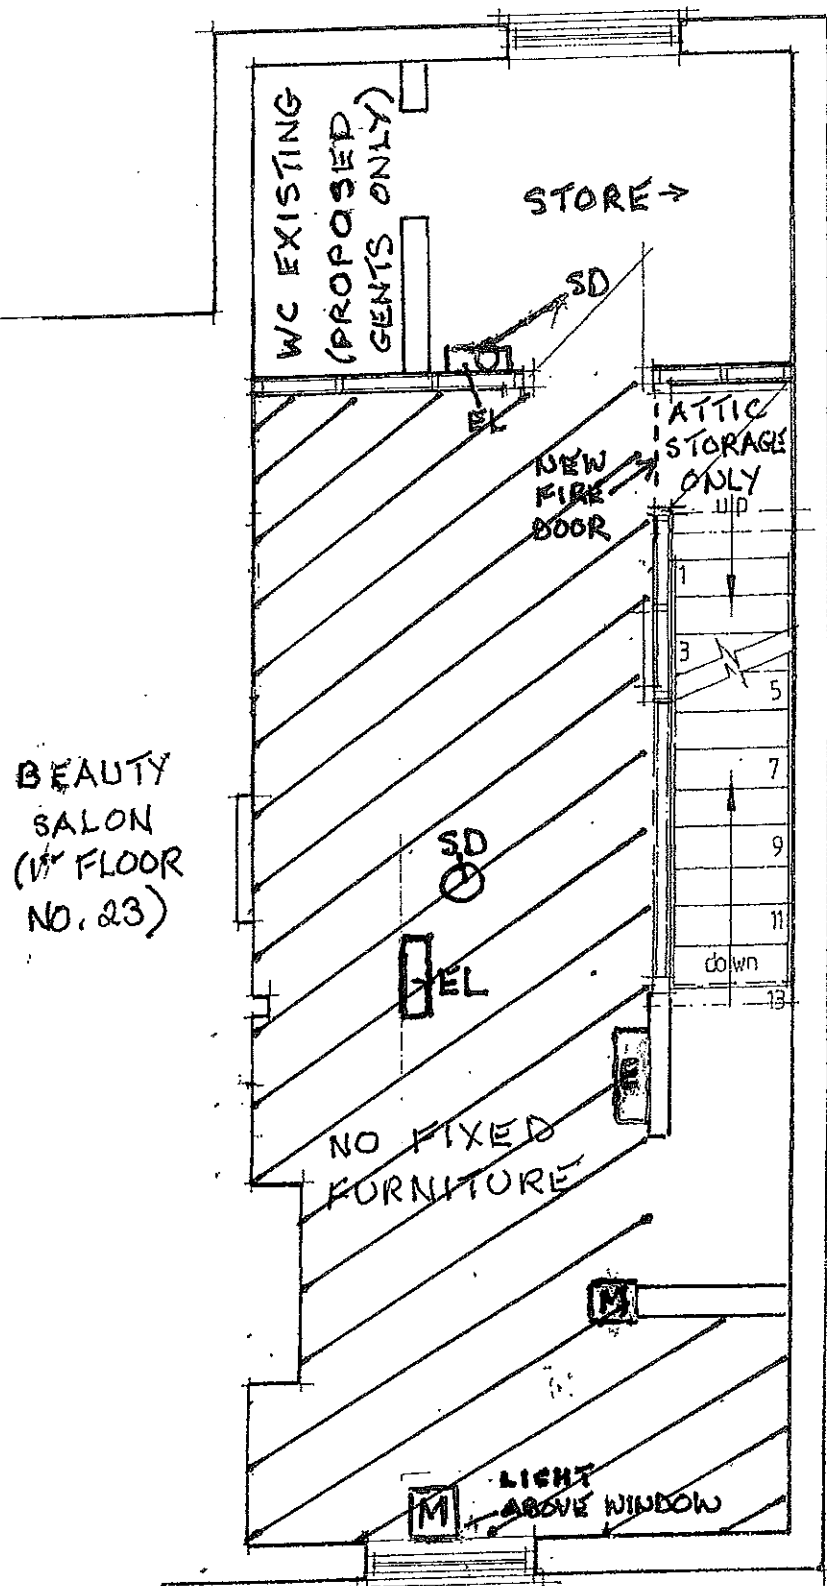 WC EXISTING
(PROPOSED
GENTS ONLY)
STORE →
SD
EL
ATTIC
STORAGE
ONLY
NEW
FIRE
DOOR
up
1
3
5
7
9
11
down
13
BEAUTY
SALON
(1ST FLOOR
NO. 23)
SD
EL
NO FIXED
FURNITURE
M
M
LIGHT
ABOVE WINDOW